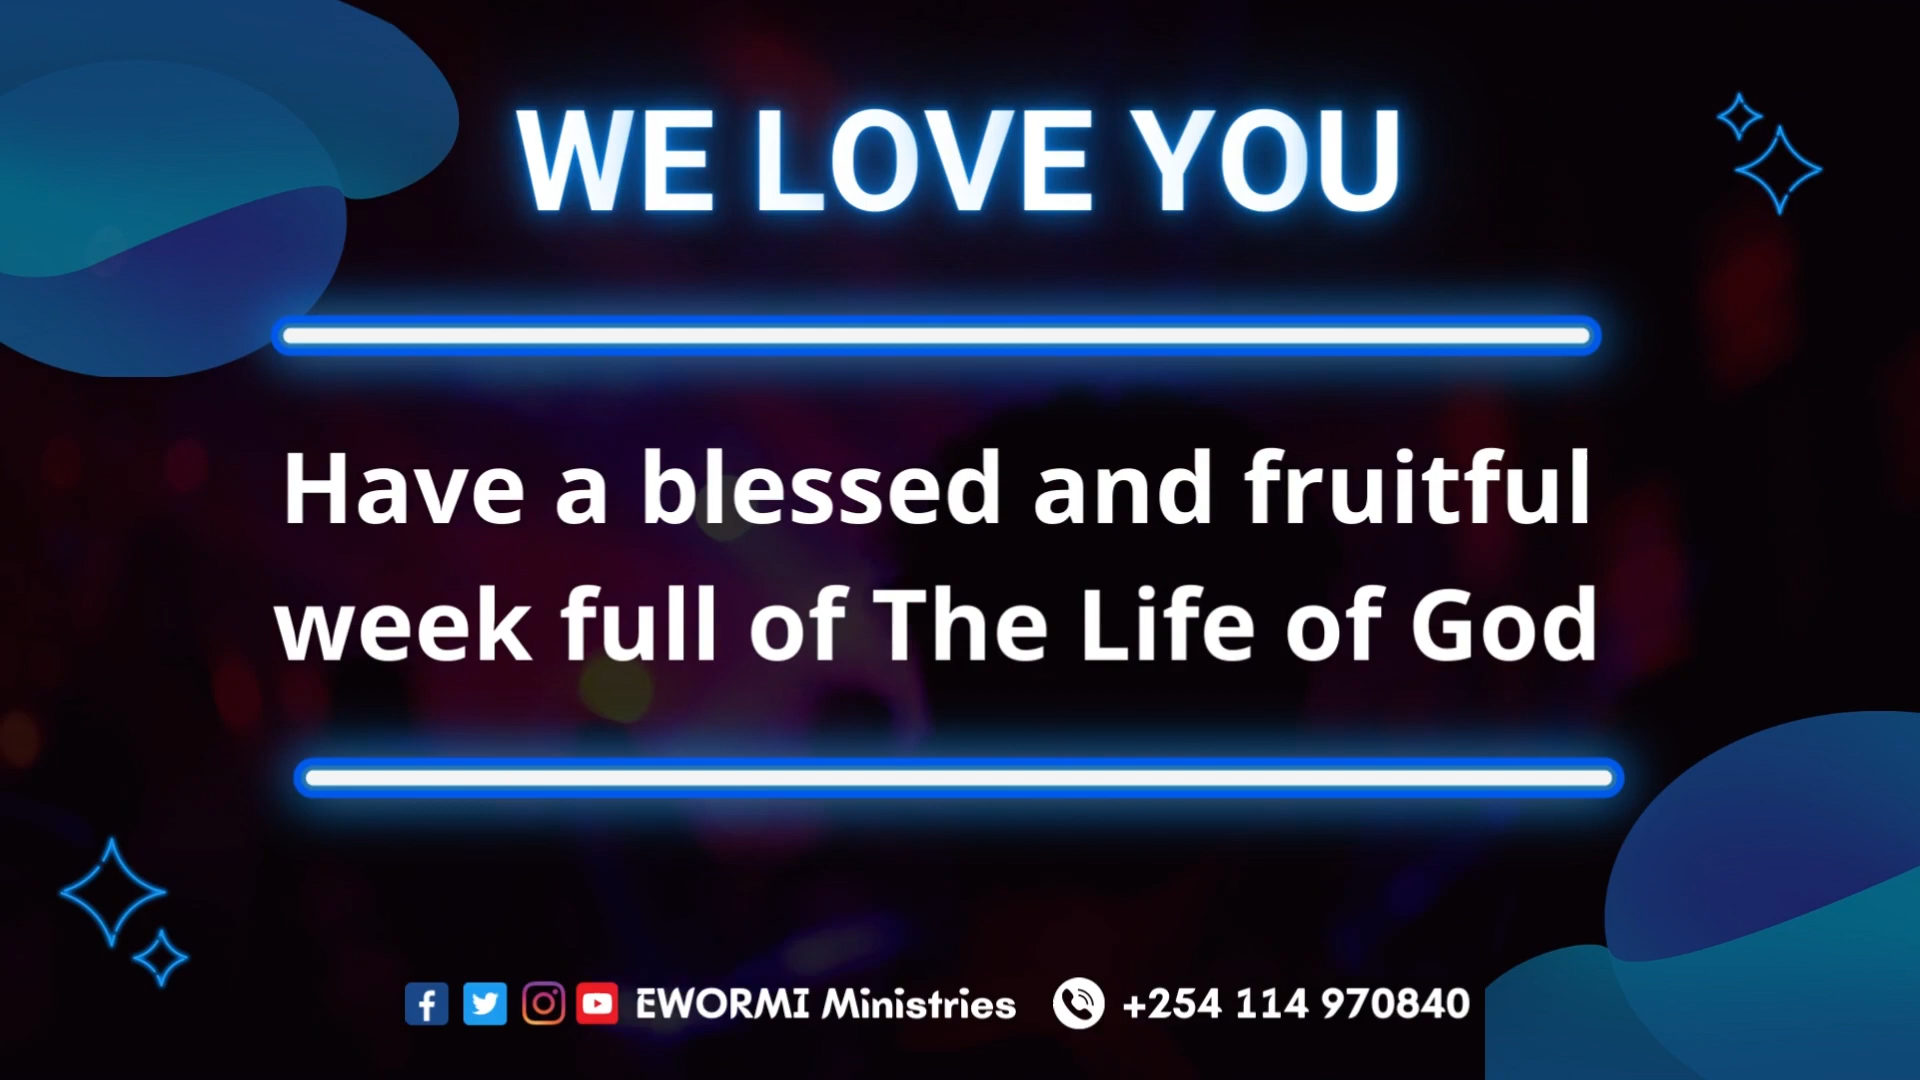 WE LOVE YOU
Have a blessed and fruitful
week full of The Life of God
EWORMI Ministries +254 114 970840